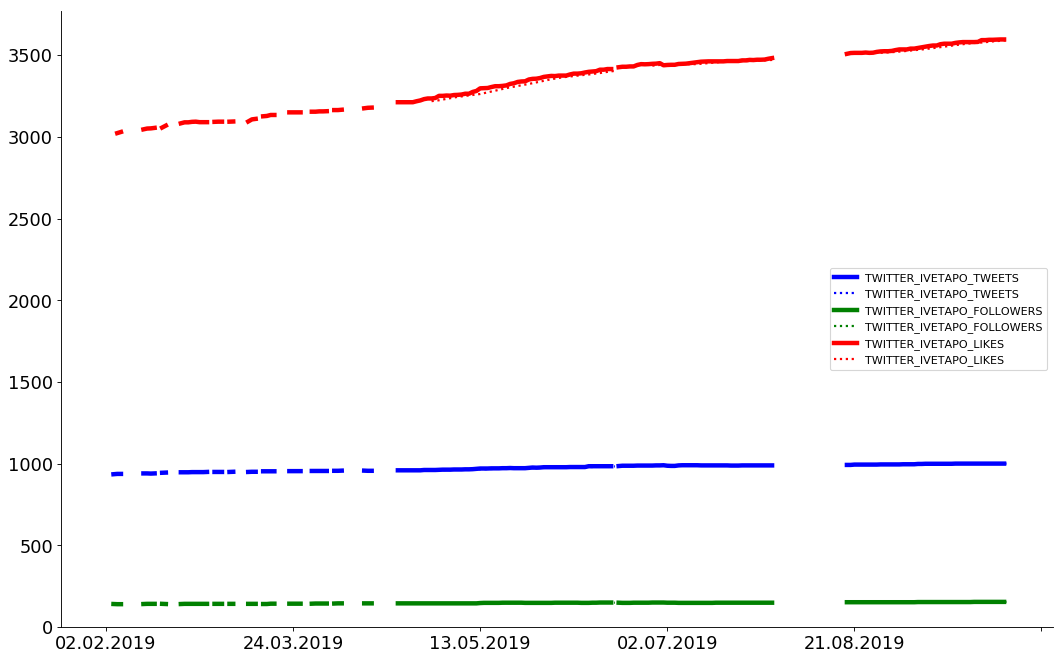 3500
3000
2500
2000
1500
1000
500
0
02.02.2019 24.03.2019 13.05.2019 02.07.2019 21.08.2019
TWITTER_IVETAPO_TWEETS
TWITTER_IVETAPO_TWEETS
TWITTER_IVETAPO_FOLLOWERS
TWITTER_IVETAPO_FOLLOWERS
TWITTER_IVETAPO_LIKES
TWITTER_IVETAPO_LIKES